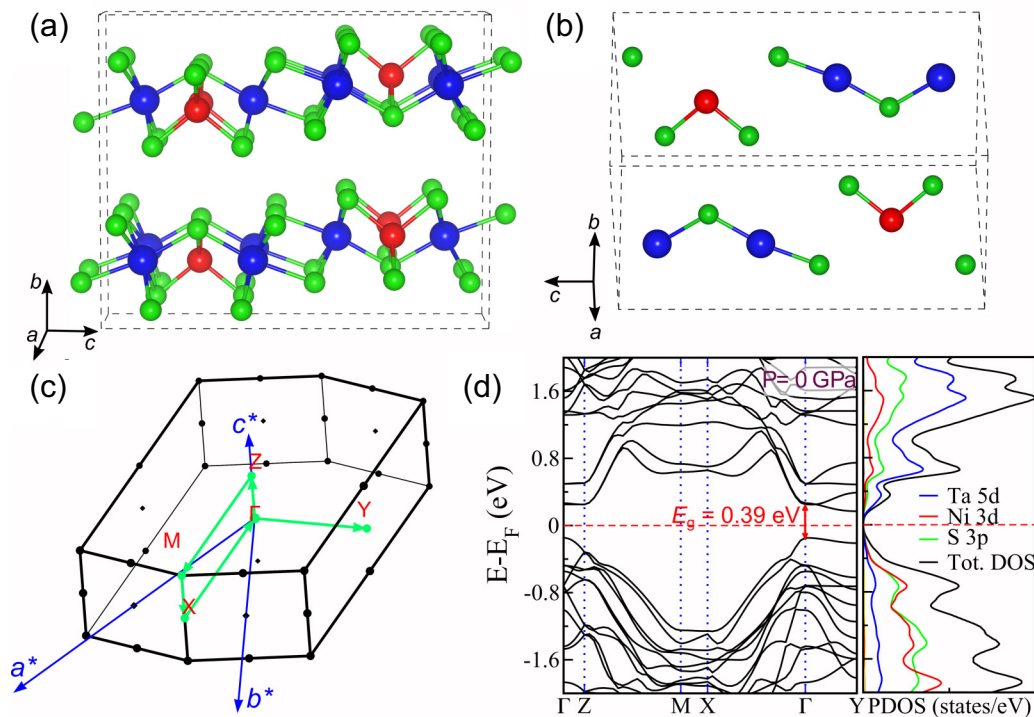 (a)
b
a
c
(b)
b
c
a
(c)
c*
Z
Γ
Y
M
X
a*
b*
(d)
P= 0 GPa
E-E_F (eV)
1.6
0.8
0
-0.8
-1.6
E_g = 0.39 eV
Γ Z M X Γ Y
Ta 5d
Ni 3d
S 3p
Tot. DOS
PDOS (states/eV)